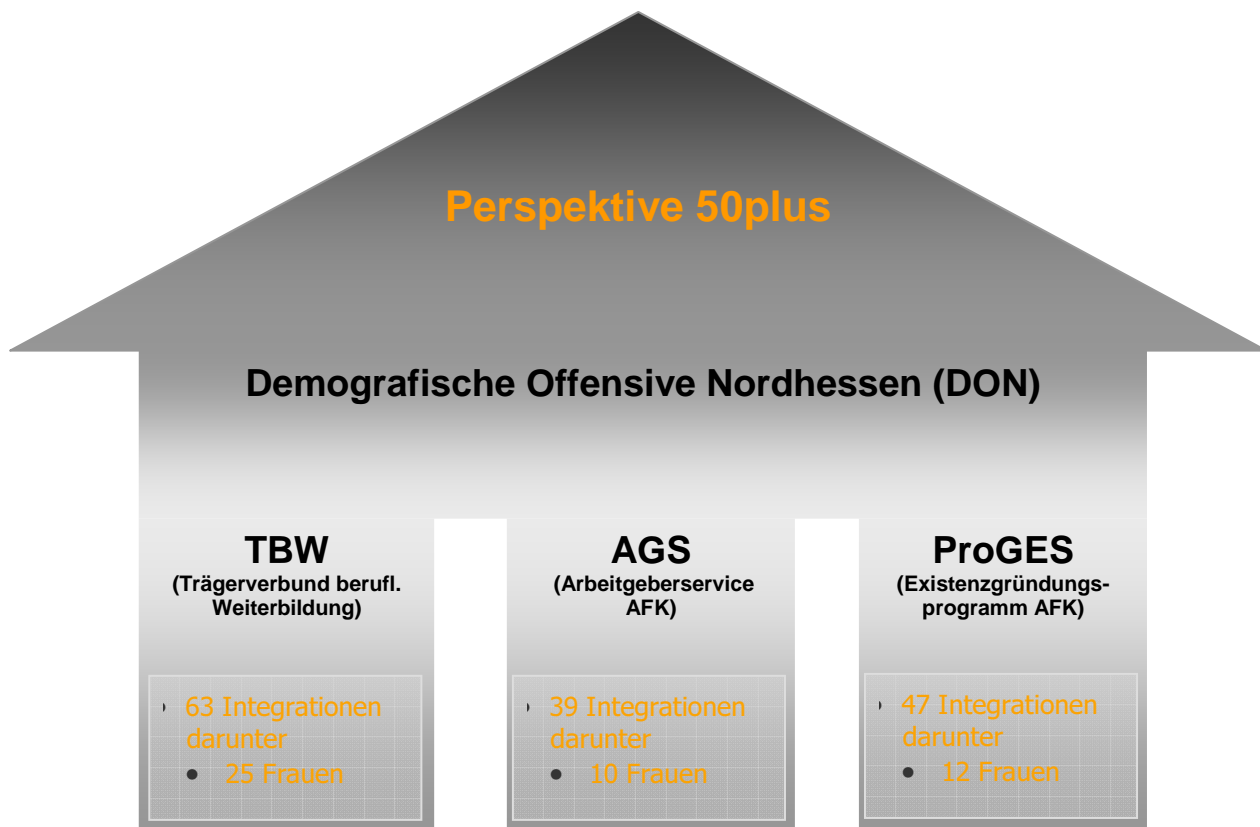 Perspektive 50plus
Demografische Offensive Nordhessen (DON)
TBW
(Trägerverbund berufl.
Weiterbildung)
63 Integrationen
darunter
25 Frauen
AGS
(Arbeitgeberservice
AFK)
39 Integrationen
darunter
10 Frauen
ProGES
(Existenzgründungs-
programm AFK)
47 Integrationen
darunter
12 Frauen